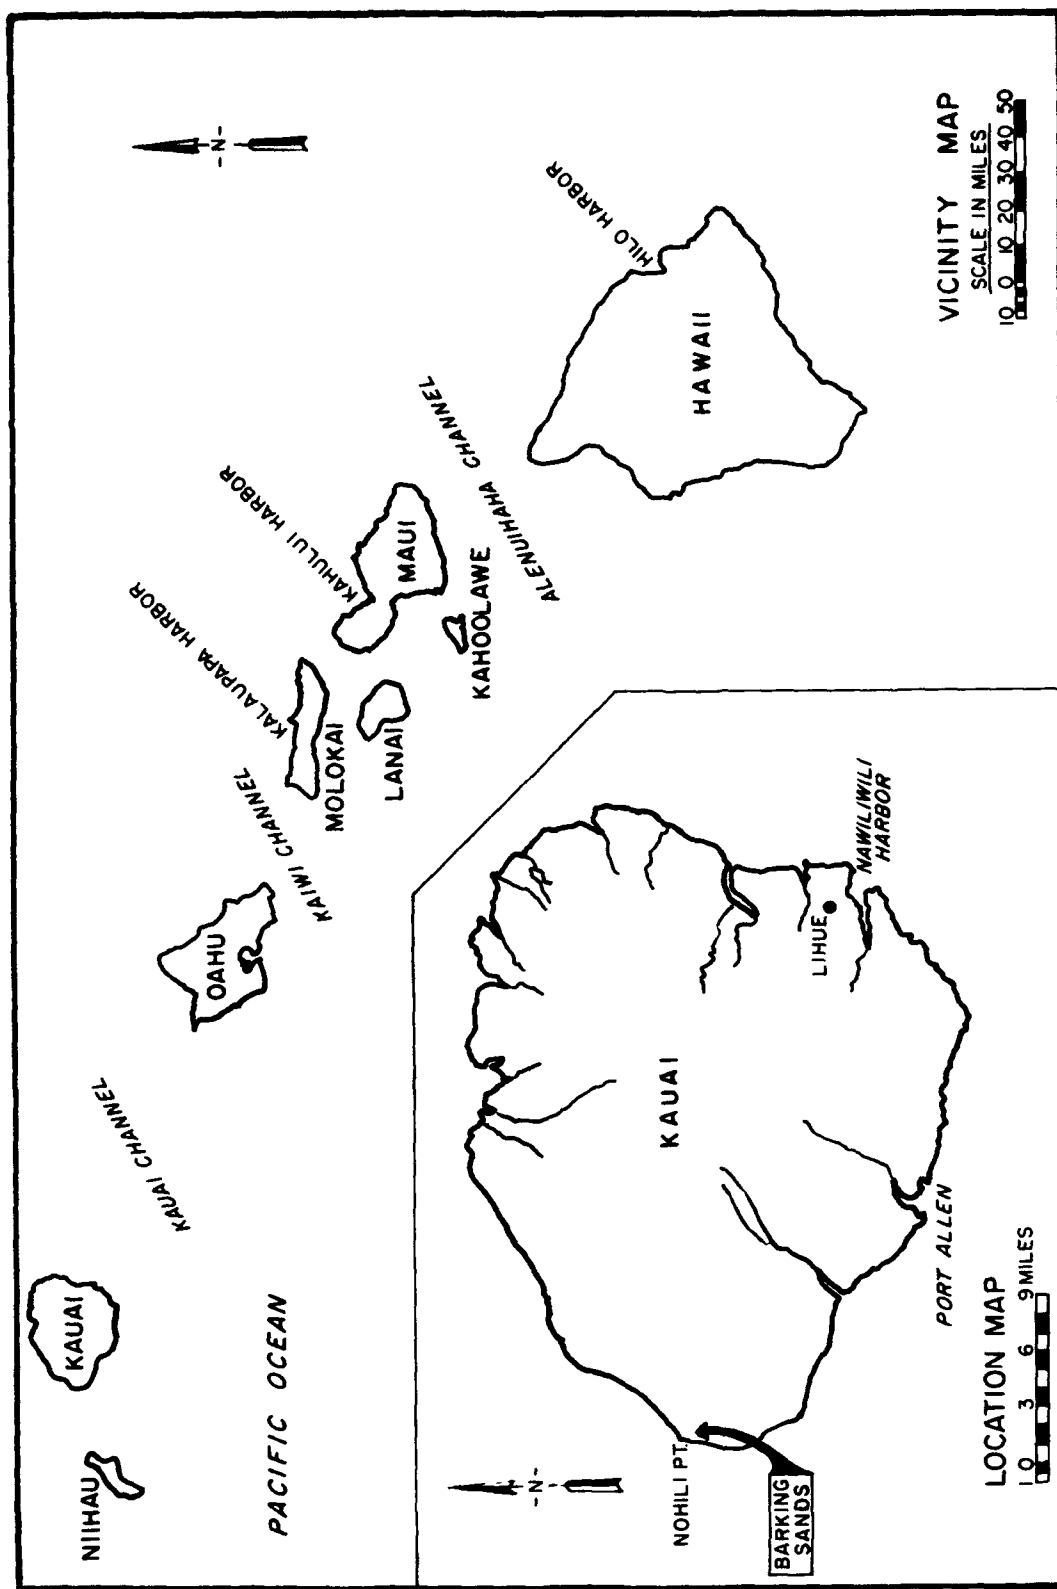 NIIHAU
KAUAI
KAUAI CHANNEL
PACIFIC OCEAN
OAHU
KAIWI CHANNEL
KALAUPAPA HARBOR
MOLOKAI
LANAI
KAHULUI HARBOR
MAUI
KAHOOLAWE
ALENUIHAHA CHANNEL
HILO HARBOR
HAWAII
-N-
VICINITY MAP
SCALE IN MILES
10 0 10 20 30 40 50
-N-
NOHILI PT.
BARKING
SANDS
KAUAI
LIHUE
NAWILIWILI
HARBOR
PORT ALLEN
LOCATION MAP
1 0 3 6 9 MILES